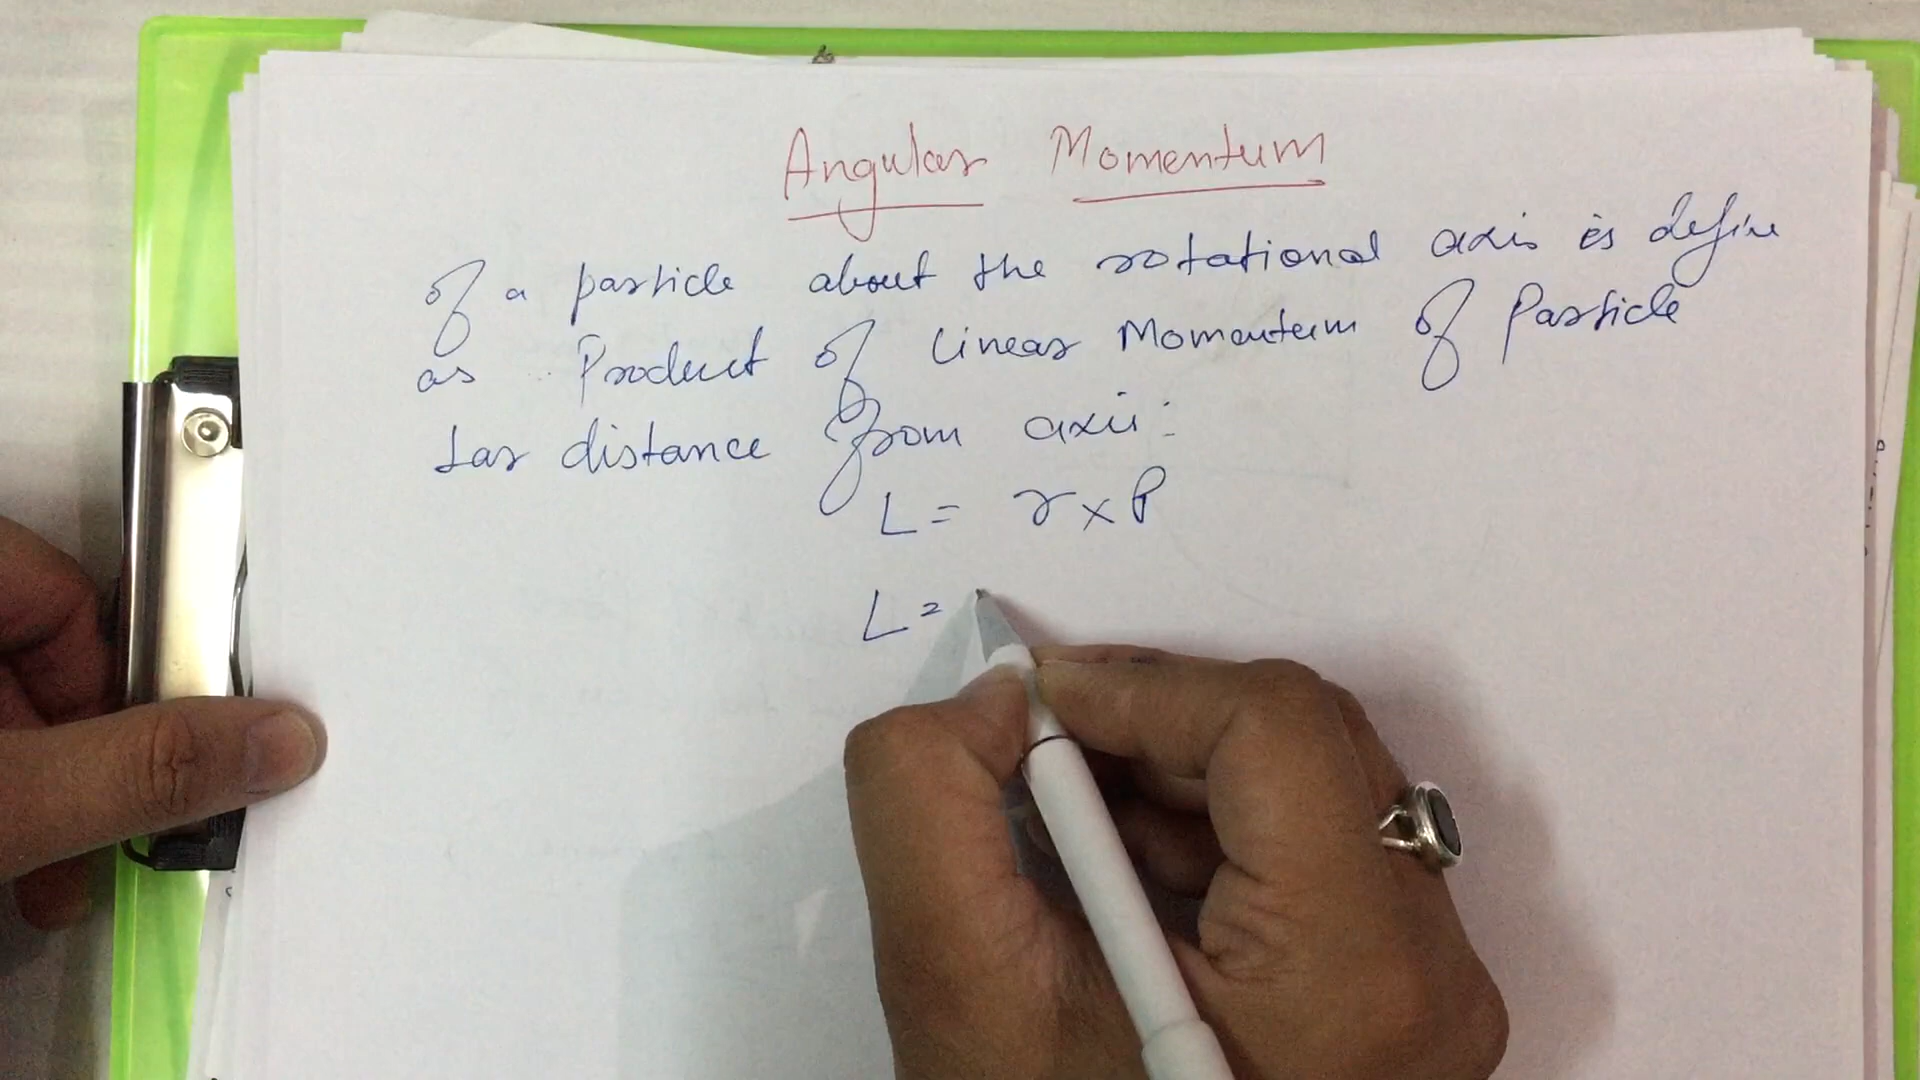 Angular Momentum
of a particle about the rotational axis is define
as Product of Linear Momentum of Particle
Lar distance from axis:
L = r × P
L =